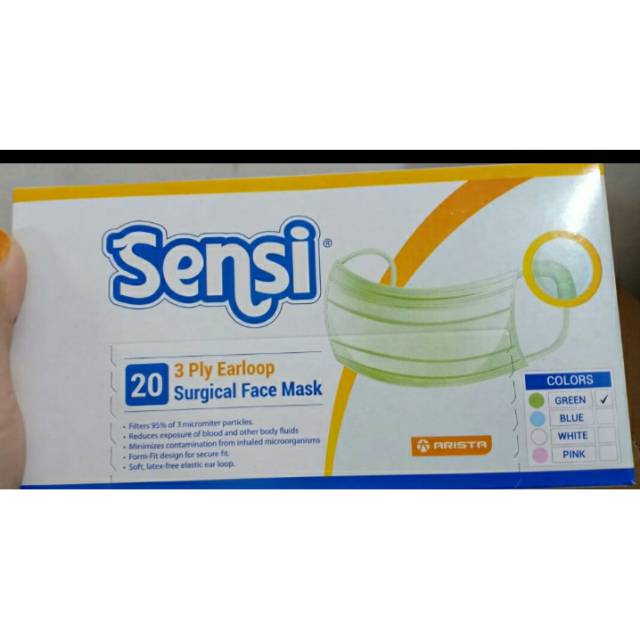 Sensi®
20
3 Ply Earloop
Surgical Face Mask
• Filters 95% of 3 micromiter particles.
• Reduces exposure of blood and other body fluids
• Minimizes contamination from inhaled microorganisms
• Form-Fit design for secure fit.
• Soft, latex-free elastic ear loop.
ARISTA
COLORS
GREEN ✓
BLUE
WHITE
PINK